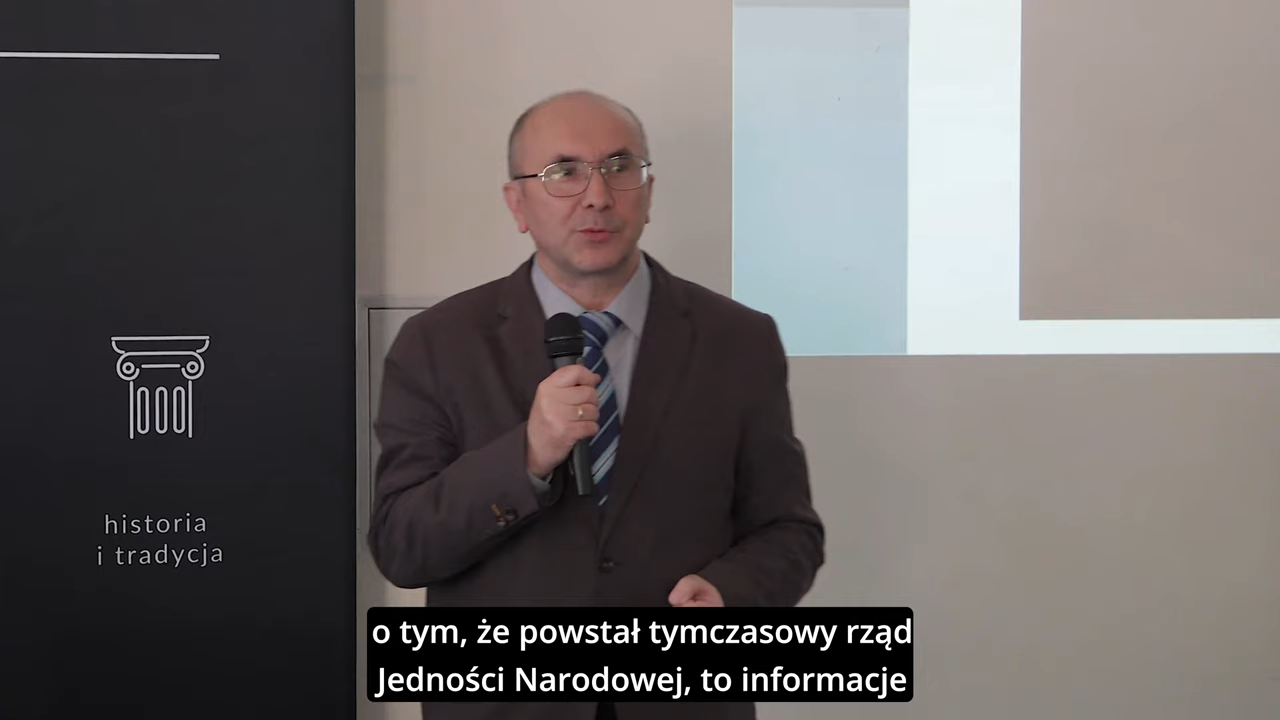 historia
i tradycja
o tym, że powstał tymczasowy rząd
Jedności Narodowej, to informacje